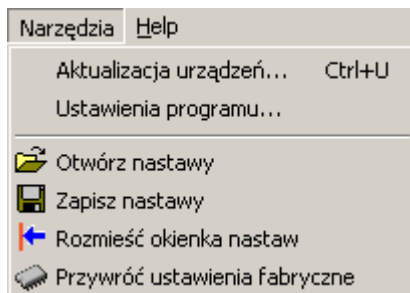 Narzędzia Help
Aktualizacja urządzeń... Ctrl+U
Ustawienia programu...
Otwórz nastawy
Zapisz nastawy
Rozmieść okienka nastaw
Przywróć ustawienia fabryczne